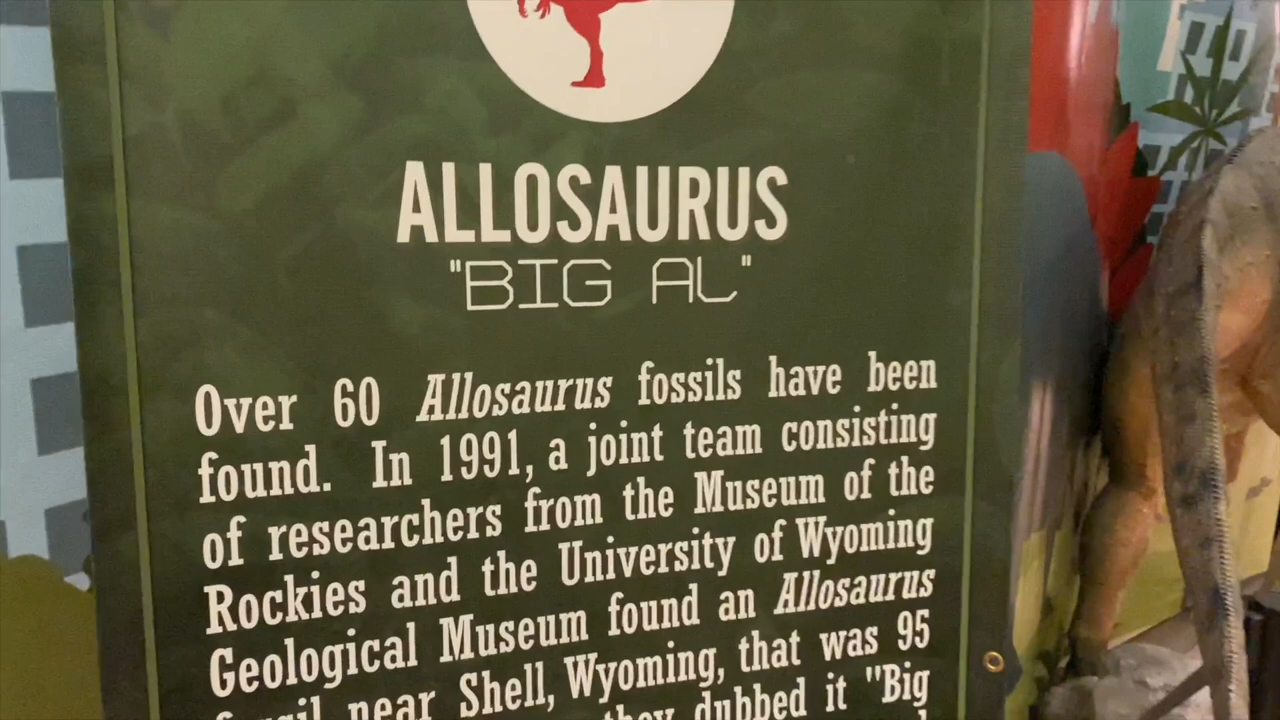 ALLOSAURUS
"BIG AL"
Over 60 Allosaurus fossils have been
found. In 1991, a joint team consisting
of researchers from the Museum of the
Rockies and the University of Wyoming
Geological Museum found an Allosaurus
fossil near Shell, Wyoming, that was 95
they dubbed it "Big